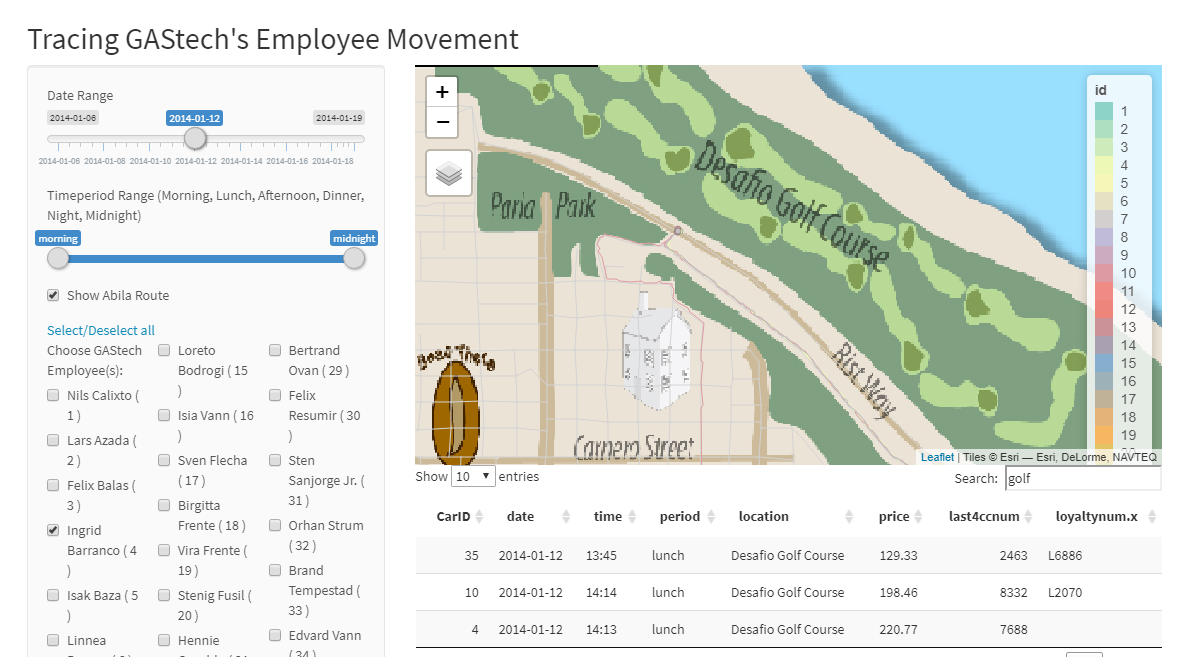 Tracing GAStech's Employee Movement
Date Range
2014-01-06
2014-01-12
2014-01-19
2014-01-06 2014-01-08 2014-01-10 2014-01-12 2014-01-14 2014-01-16 2014-01-18
Timeperiod Range (Morning, Lunch, Afternoon, Dinner,
Night, Midnight)
morning
midnight
Show Abila Route
Select/Deselect all
Choose GAStech
Employee(s):
Nils Calixto (
1 )
Lars Azada (
2 )
Felix Balas (
3 )
Ingrid
Barranco ( 4
)
Isak Baza ( 5
)
Linnea
Loreto
Bodrogi ( 15
)
Isia Vann ( 16
)
Sven Flecha
( 17 )
Birgitta
Frente ( 18 )
Vira Frente (
19 )
Stenig Fusil (
20 )
Hennie
Bertrand
Ovan ( 29 )
Felix
Resumir ( 30
)
Sten
Sanjorge Jr. (
31 )
Orhan Strum
( 32 )
Brand
Tempestad (
33 )
Edvard Vann
( 34 )
+
−
Paria Park
Desafio Golf Course
Rist Way
Carnero Street
id
1
2
3
4
5
6
7
8
9
10
11
12
13
14
15
16
17
18
19
Leaflet | Tiles © Esri — Esri, DeLorme, NAVTEQ
Show 10 entries
Search: golf
CarID date time period location price last4ccnum loyaltynum.x
35 2014-01-12 13:45 lunch Desafio Golf Course 129.33 2463 L6886
10 2014-01-12 14:14 lunch Desafio Golf Course 198.46 8332 L2070
4 2014-01-12 14:13 lunch Desafio Golf Course 220.77 7688